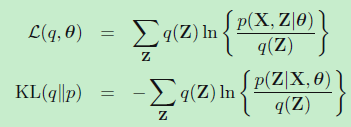 ℒ(q, θ) = ∑_Z q(Z) ln { p(X, Z|θ) / q(Z) }
KL(q‖p) = − ∑_Z q(Z) ln { p(Z|X, θ) / q(Z) }